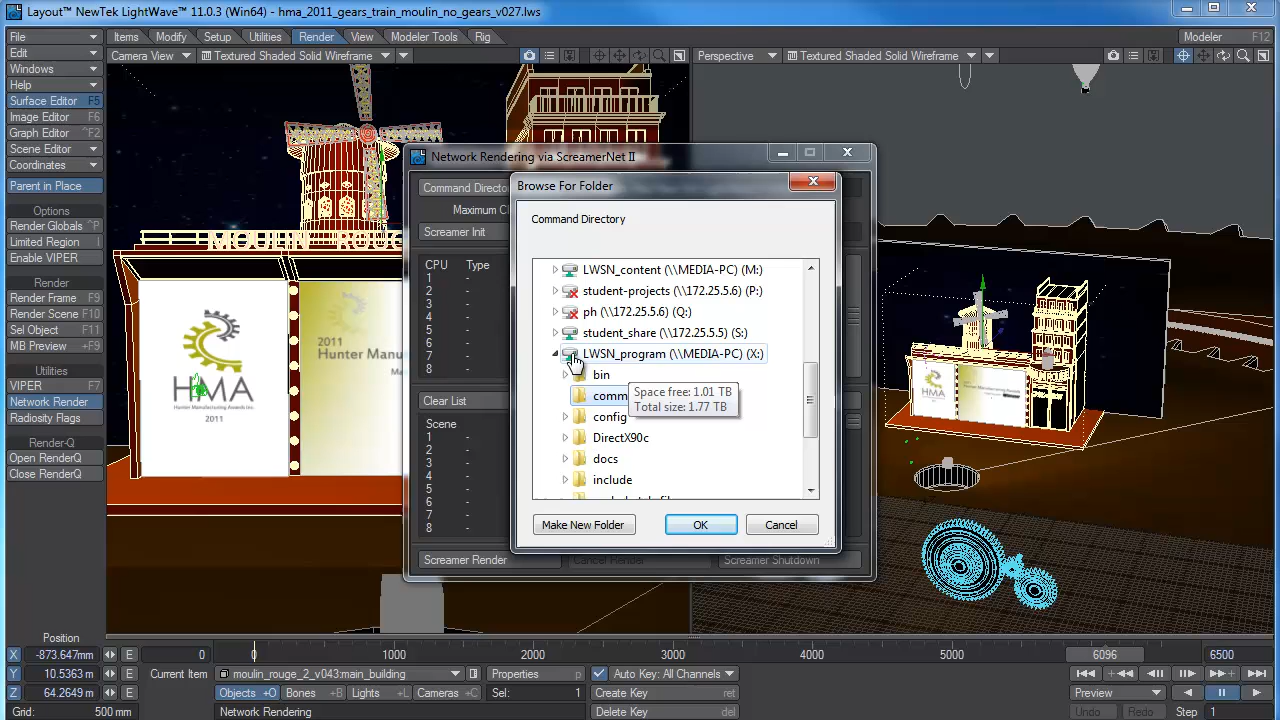 Layout™ NewTek LightWave™ 11.0.3 (Win64) - hma_2011_gears_train_moulin_no_gears_v027.lws
File
Items
Modify
Setup
Utilities
Render
View
Modeler Tools
Rig
Modeler F12
Edit
Camera View
Textured Shaded Solid Wireframe
Perspective
Textured Shaded Solid Wireframe
Windows
Help
Surface Editor F5
Image Editor F6
Graph Editor ^F2
Scene Editor
Coordinates
Parent in Place
Options
Render Globals ^P
Limited Region l
Enable VIPER
Render
Render Frame F9
Render Scene F10
Sel Object F11
MB Preview +F9
Utilities
VIPER F7
Network Render
Radiosity Flags
Render-Q
Open RenderQ
Close RenderQ
MOULIN ROUG
HMA
Hunter Manufacturing Awards Inc.
2011
2011
Hunter Manu
Network Rendering via ScreamerNet II
Command Directo
Maximum C
Screamer Init
CPU Type
1 -
2 -
3 -
4 -
5 -
6 -
7 -
8 -
Clear List
Scene
1 -
2 -
3 -
4 -
5 -
6 -
7 -
8 -
Screamer Render
Cancel Render
Screamer Shutdown
Browse For Folder
Command Directory
LWSN_content (\\MEDIA-PC) (M:)
student-projects (\\172.25.5.6) (P:)
ph (\\172.25.5.6) (Q:)
student_share (\\172.25.5.5) (S:)
LWSN_program (\\MEDIA-PC) (X:)
bin
comm
Space free: 1.01 TB
Total size: 1.77 TB
config
DirectX90c
docs
include
Make New Folder
OK
Cancel
Position
X -873.647mm E
Y 10.5363 m E
Z 64.2649 m E
Grid: 500 mm
0
0
1000
2000
3000
4000
5000
6096
6500
Current Item
moulin_rouge_2_v043:main_building
Properties p
Auto Key: All Channels
Objects +O
Bones +B
Lights +L
Cameras +C
Sel: 1
Create Key ret
Preview
Network Rendering
Delete Key del
Undo
Redo
Step 1